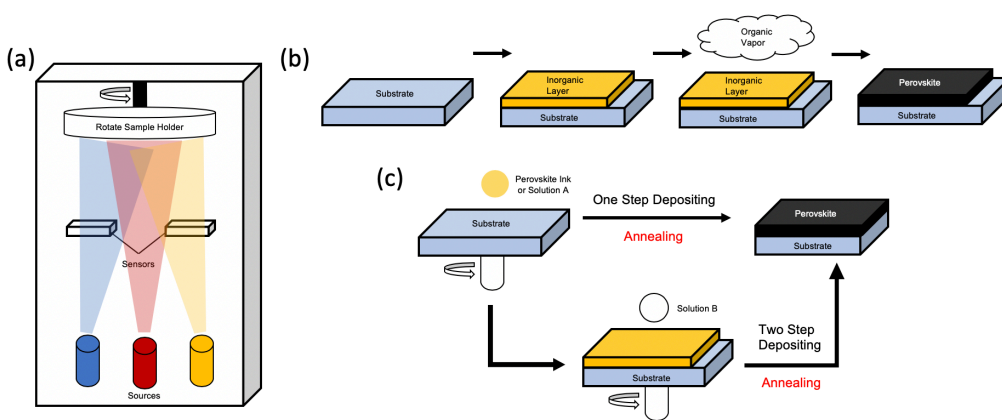 (a)
Rotate Sample Holder
Sensors
Sources
(b)
Substrate
Inorganic
Layer
Substrate
Organic
Vapor
Inorganic
Layer
Substrate
Perovskite
Substrate
(c)
Perovskite Ink
or Solution A
Substrate
One Step Depositing
Annealing
Perovskite
Substrate
Solution B
Substrate
Two Step
Depositing
Annealing